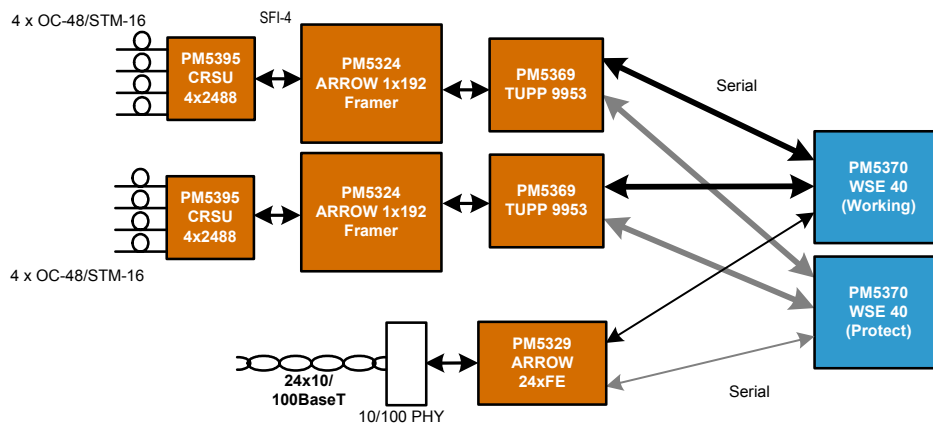 4 x OC-48/STM-16
SFI-4
PM5395
CRSU
4x2488
PM5324
ARROW 1x192
Framer
PM5369
TUPP 9953
Serial
PM5395
CRSU
4x2488
PM5324
ARROW 1x192
Framer
PM5369
TUPP 9953
PM5370
WSE 40
(Working)
4 x OC-48/STM-16
PM5370
WSE 40
(Protect)
PM5329
ARROW
24xFE
24x10/
100BaseT
10/100 PHY
Serial